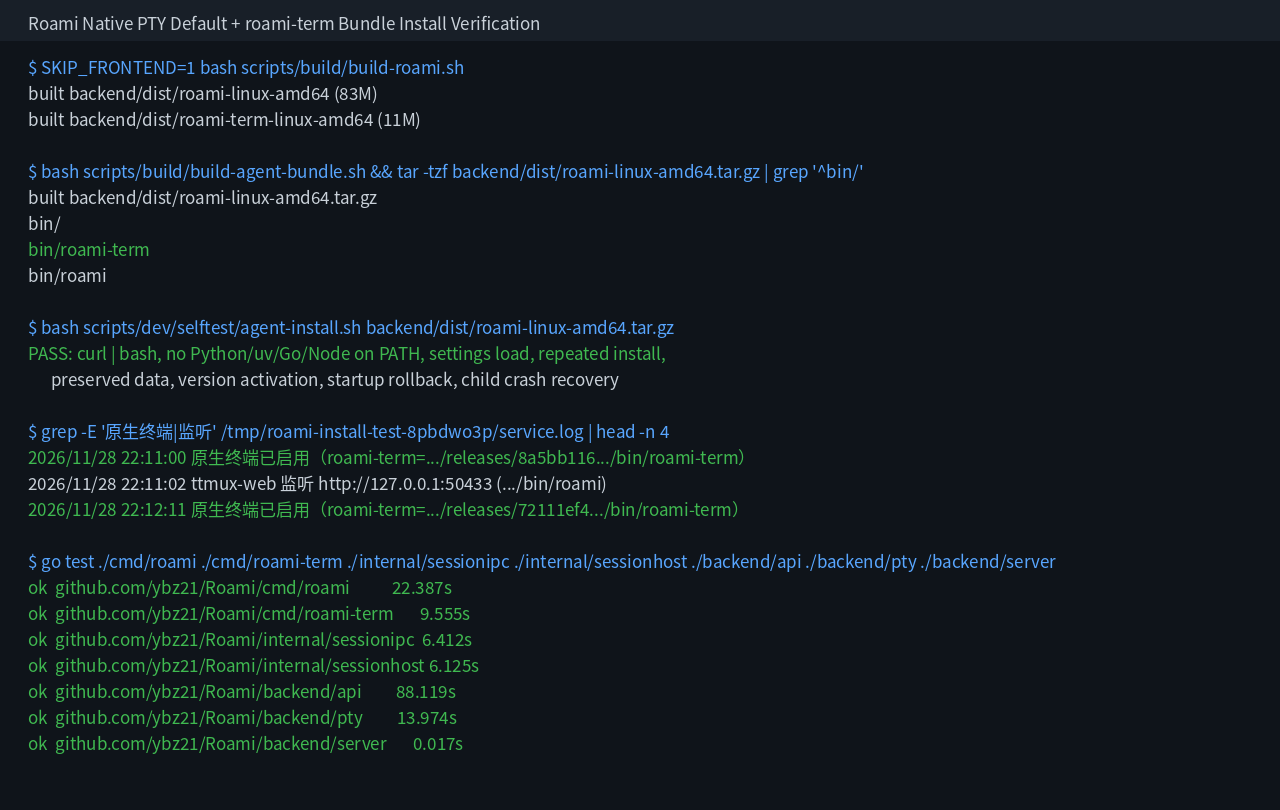 Roami Native PTY Default + roami-term Bundle Install Verification
$ SKIP_FRONTEND=1 bash scripts/build/build-roami.sh
built backend/dist/roami-linux-amd64 (83M)
built backend/dist/roami-term-linux-amd64 (11M)
$ bash scripts/build/build-agent-bundle.sh && tar -tzf backend/dist/roami-linux-amd64.tar.gz | grep '^bin/'
built backend/dist/roami-linux-amd64.tar.gz
bin/
bin/roami-term
bin/roami
$ bash scripts/dev/selftest/agent-install.sh backend/dist/roami-linux-amd64.tar.gz
PASS: curl | bash, no Python/uv/Go/Node on PATH, settings load, repeated install,
preserved data, version activation, startup rollback, child crash recovery
$ grep -E '原生终端|监听' /tmp/roami-install-test-8pbdwo3p/service.log | head -n 4
2026/11/28 22:11:00 原生终端已启用（roami-term=.../releases/8a5bb116.../bin/roami-term）
2026/11/28 22:11:02 ttmux-web 监听 http://127.0.0.1:50433 (.../bin/roami)
2026/11/28 22:12:11 原生终端已启用（roami-term=.../releases/72111ef4.../bin/roami-term）
$ go test ./cmd/roami ./cmd/roami-term ./internal/sessionipc ./internal/sessionhost ./backend/api ./backend/pty ./backend/server
ok github.com/ybz21/Roami/cmd/roami 22.387s
ok github.com/ybz21/Roami/cmd/roami-term 9.555s
ok github.com/ybz21/Roami/internal/sessionipc 6.412s
ok github.com/ybz21/Roami/internal/sessionhost 6.125s
ok github.com/ybz21/Roami/backend/api 88.119s
ok github.com/ybz21/Roami/backend/pty 13.974s
ok github.com/ybz21/Roami/backend/server 0.017s